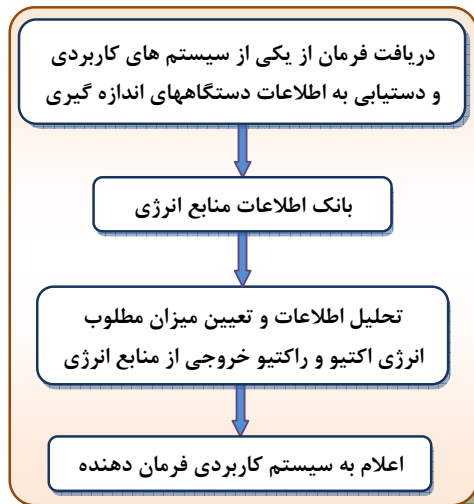 دریافت فرمان از یکی از سیستم های کاربردی
و دستیابی به اطلاعات دستگاههای اندازه گیری
بانک اطلاعات منابع انرژی
تحلیل اطلاعات و تعیین میزان مطلوب
انرژی اکتیو و راکتیو خروجی از منابع انرژی
اعلام به سیستم کاربردی فرمان دهنده